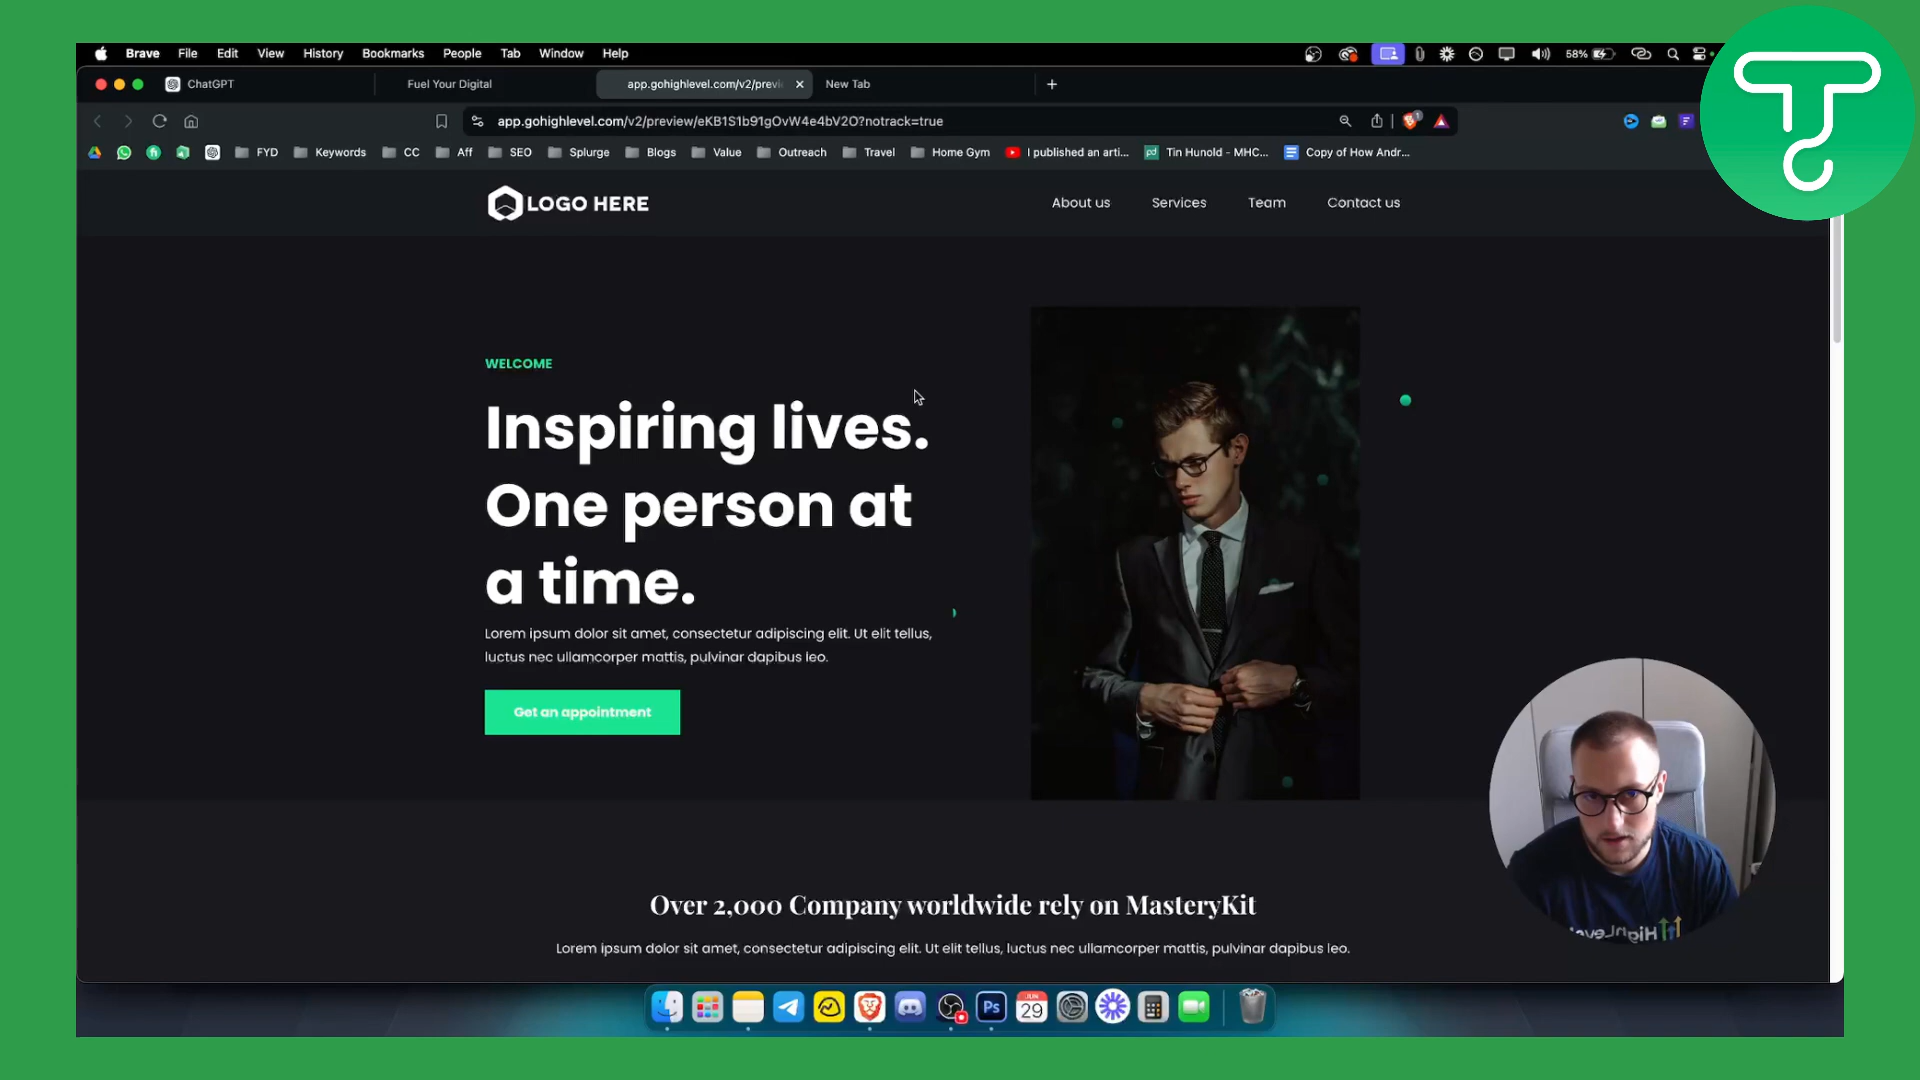 Brave File Edit View History Bookmarks People Tab Window Help 58%
ChatGPT Fuel Your Digital app.gohighlevel.com/v2/previ New Tab
app.gohighlevel.com/v2/preview/eKB1S1b91gOvW4e4bV2O?notrack=true
FYD Keywords CC Aff SEO Splurge Blogs Value Outreach Travel Home Gym I published an arti... pd Tin Hunold - MHC... Copy of How Andr...
LOGO HERE About us Services Team Contact us
WELCOME
Inspiring lives.
One person at
a time.
Lorem ipsum dolor sit amet, consectetur adipiscing elit. Ut elit tellus,
luctus nec ullamcorper mattis, pulvinar dapibus leo.
Get an appointment
HighLevel
Over 2,000 Company worldwide rely on MasteryKit
Lorem ipsum dolor sit amet, consectetur adipiscing elit. Ut elit tellus, luctus nec ullamcorper mattis, pulvinar dapibus leo.
Ps JUN 29